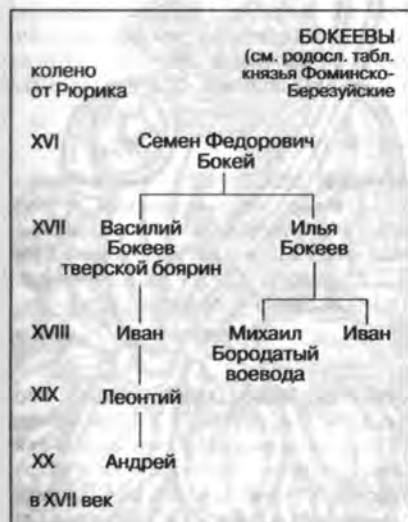 БОКЕЕВЫ
(см. родосл. табл.
колено князья Фоминско-
от Рюрика Березуйские
XVI Семен Федорович
Бокей
XVII Василий Илья
Бокеев Бокеев
тверской боярин
XVIII Иван Михаил Иван
Бородатый
воевода
XIX Леонтий
XX Андрей
в XVII век